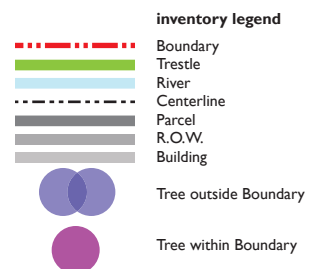 inventory legend
Boundary
Trestle
River
Centerline
Parcel
R.O.W.
Building
Tree outside Boundary
Tree within Boundary